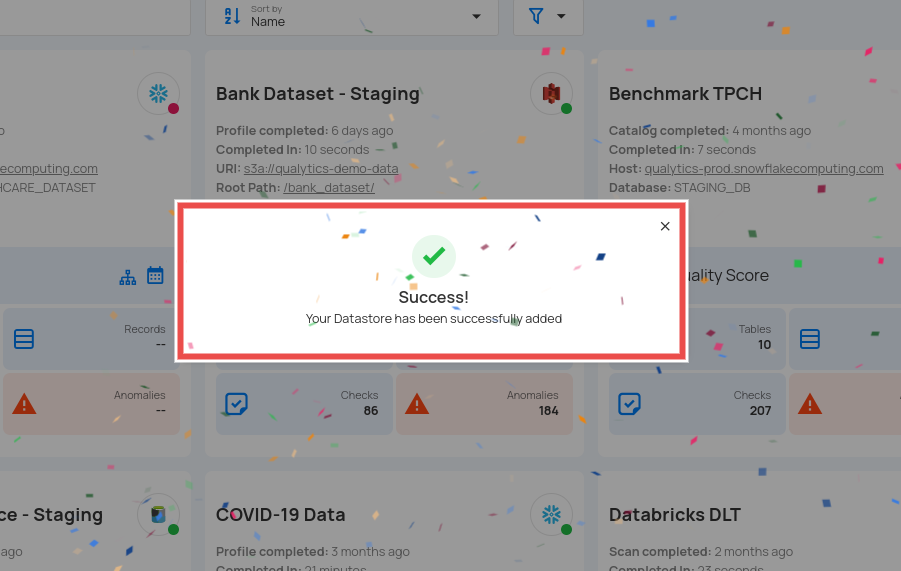 Sort by
Name
Bank Dataset - Staging
Benchmark TPCH
Profile completed: 6 days ago
Catalog completed: 4 months ago
Completed In: 10 seconds
Completed In: 7 seconds
ecomputing.com
URI: s3a://qualytics-demo-data
Host: qualytics-prod.snowflakecomputing.com
HCARE_DATASET
Root Path: /bank_dataset/
Database: STAGING_DB
Success!
Your Datastore has been successfully added
uality Score
Records
--
Tables
10
Anomalies
--
Checks
86
Anomalies
184
Checks
207
ce - Staging
COVID-19 Data
Databricks DLT
ago
Profile completed: 3 months ago
Scan completed: 2 months ago
Completed In: 21 minutes
Completed In: 23 seconds